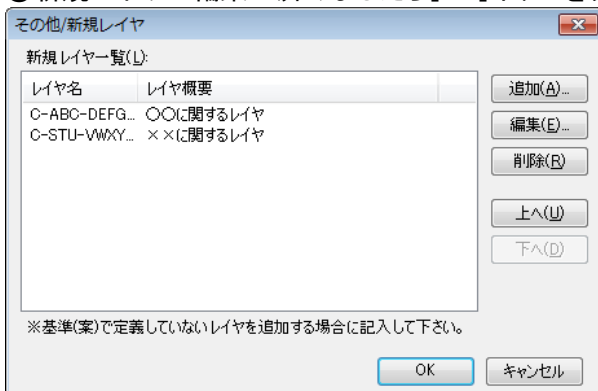 その他/新規レイヤ
新規レイヤ一覧(L):
レイヤ名 レイヤ概要
C-ABC-DEFG... 〇〇に関するレイヤ
C-STU-VWXY... ××に関するレイヤ
追加(A)...
編集(E)...
削除(R)
上へ(U)
下へ(D)
※基準(案)で定義していないレイヤを追加する場合に記入して下さい。
OK キャンセル